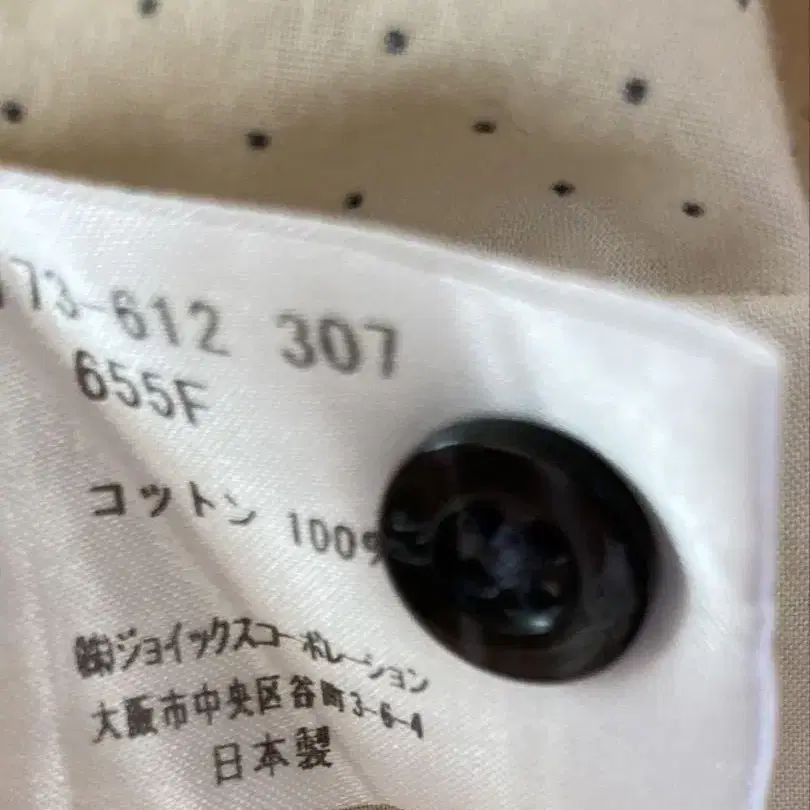 173-612 307
655F
コットン 100%
㈱ジョイックスコーポレーション
大阪市中央区谷町3-6-4
日本製